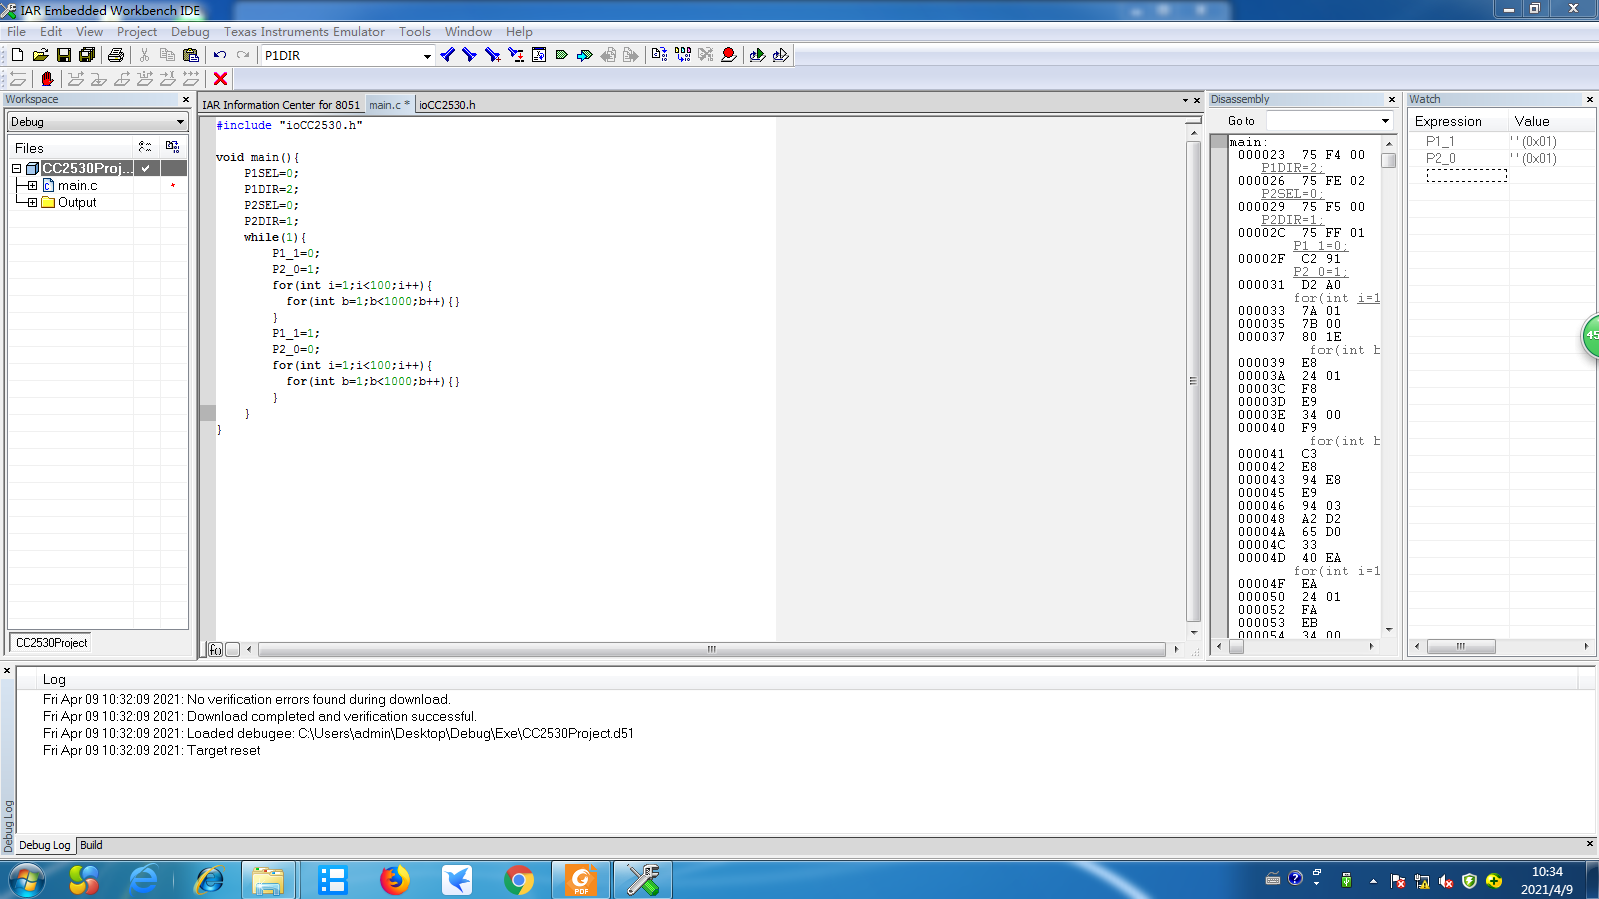 IAR Embedded Workbench IDE
File Edit View Project Debug Texas Instruments Emulator Tools Window Help
P1DIR
Workspace
Debug
Files
CC2530Proj...
main.c
Output
CC2530Project
IAR Information Center for 8051 main.c * ioCC2530.h
#include "ioCC2530.h"
void main(){
P1SEL=0;
P1DIR=2;
P2SEL=0;
P2DIR=1;
while(1){
P1_1=0;
P2_0=1;
for(int i=1;i<100;i++){
for(int b=1;b<1000;b++){}
}
P1_1=1;
P2_0=0;
for(int i=1;i<100;i++){
for(int b=1;b<1000;b++){}
}
}
}
f()
Disassembly
Go to
main:
000023 75 F4 00
P1DIR=2;
000026 75 FE 02
P2SEL=0;
000029 75 F5 00
P2DIR=1;
00002C 75 FF 01
P1_1=0;
00002F C2 91
P2_0=1;
000031 D2 A0
for(int i=1
000033 7A 01
000035 7B 00
000037 80 1E
for(int b
000039 E8
00003A 24 01
00003C F8
00003D E9
00003E 34 00
000040 F9
for(int b
000041 C3
000042 E8
000043 94 E8
000045 E9
000046 94 03
000048 A2 D2
00004A 65 D0
00004C 33
00004D 40 EA
for(int i=1
00004F EA
000050 24 01
000052 FA
000053 EB
000054 34 00
Watch
Expression Value
P1_1 '' (0x01)
P2_0 '' (0x01)
45
Log
Fri Apr 09 10:32:09 2021: No verification errors found during download.
Fri Apr 09 10:32:09 2021: Download completed and verification successful.
Fri Apr 09 10:32:09 2021: Loaded debugee: C:\Users\admin\Desktop\Debug\Exe\CC2530Project.d51
Fri Apr 09 10:32:09 2021: Target reset
Debug Log
Debug Log Build
PDF
10:34
2021/4/9